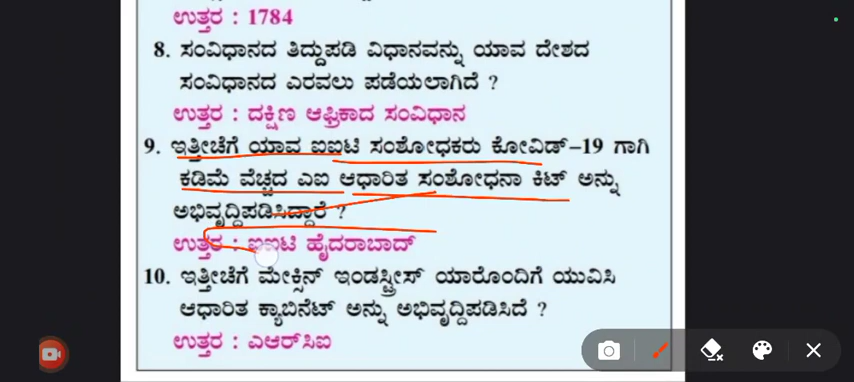 ಉತ್ತರ : 1784
8. ಸಂವಿಧಾನದ ತಿದ್ದುಪಡಿ ವಿಧಾನವನ್ನು ಯಾವ ದೇಶದ
ಸಂವಿಧಾನದ ಎರವಲು ಪಡೆಯಲಾಗಿದೆ ?
ಉತ್ತರ : ದಕ್ಷಿಣ ಆಫ್ರಿಕಾದ ಸಂವಿಧಾನ
9. ಇತ್ತೀಚೆಗೆ ಯಾವ ಐಐಟಿ ಸಂಶೋಧಕರು ಕೋವಿಡ್-19 ಗಾಗಿ
ಕಡಿಮೆ ವೆಚ್ಚದ ಎಐ ಆಧಾರಿತ ಸಂಶೋಧನಾ ಕಿಟ್ ಅನ್ನು
ಅಭಿವೃದ್ಧಿಪಡಿಸಿದ್ದಾರೆ ?
ಉತ್ತರ : ಐಐಟಿ ಹೈದರಾಬಾದ್
10. ಇತ್ತೀಚೆಗೆ ಮೇಕ್ಸಿನ್ ಇಂಡಸ್ಟ್ರೀಸ್ ಯಾರೊಂದಿಗೆ ಯುವಿಸಿ
ಆಧಾರಿತ ಕ್ಯಾಬಿನೆಟ್ ಅನ್ನು ಅಭಿವೃದ್ಧಿಪಡಿಸಿದೆ ?
ಉತ್ತರ : ಎಆರ್‌ಸಿಐ